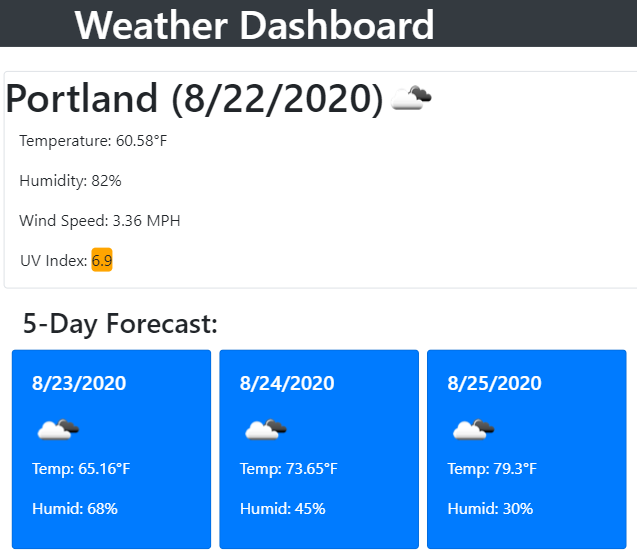 Weather Dashboard
Portland (8/22/2020)
Temperature: 60.58°F
Humidity: 82%
Wind Speed: 3.36 MPH
UV Index: 6.9
5-Day Forecast:
8/23/2020
Temp: 65.16°F
Humid: 68%
8/24/2020
Temp: 73.65°F
Humid: 45%
8/25/2020
Temp: 79.3°F
Humid: 30%